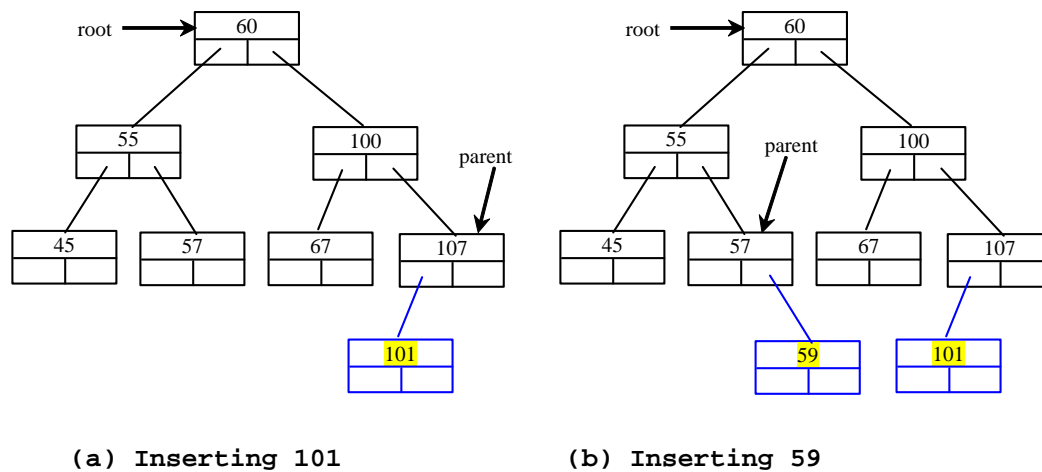 root 60 root 60
55 100 55 100
parent parent
45 57 67 107 45 57 67 107
101 59 101
(a) Inserting 101 (b) Inserting 59